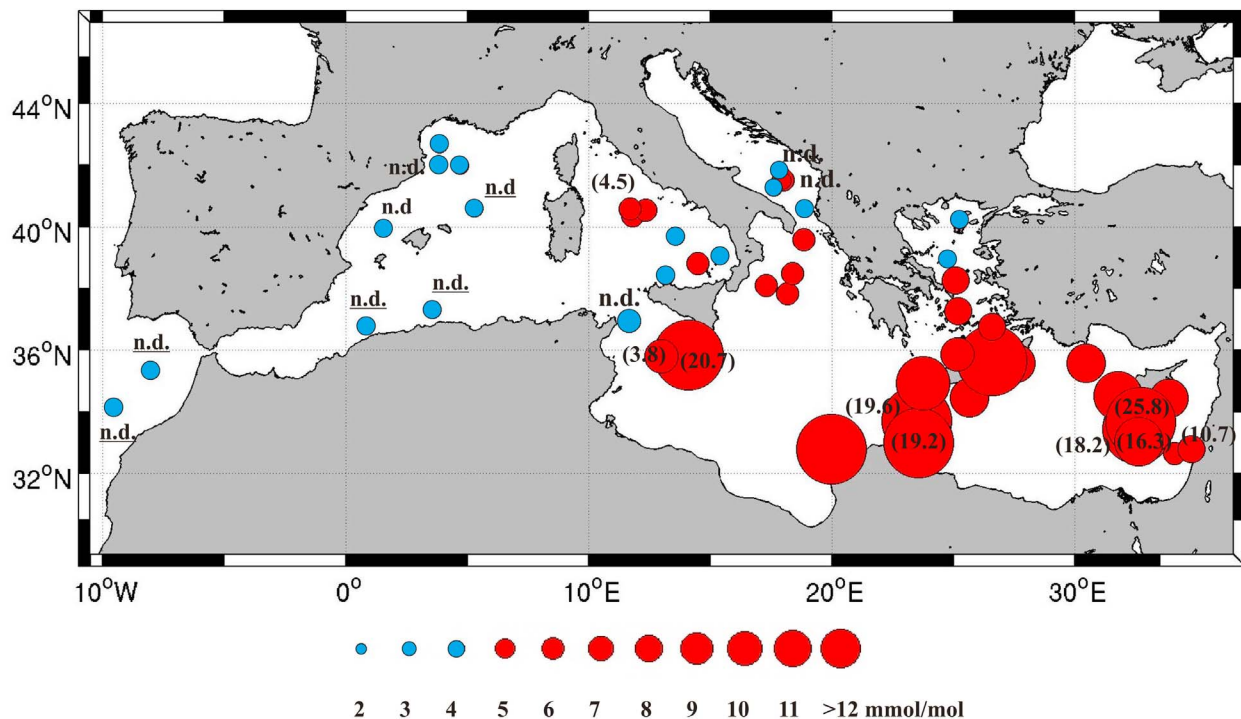 44°N
n.d.
n.d.
(4.5)
n.d.
n.d
40°N
n.d
n.d.
n.d.
n.d.
n.d.
36°N
(3.8)
(20.7)
n.d.
(19.6)
(25.8)
(19.2)
(18.2)
(16.3)
(10.7)
32°N
10°W
0°
10°E
20°E
30°E
2 3 4 5 6 7 8 9 10 11 >12 mmol/mol